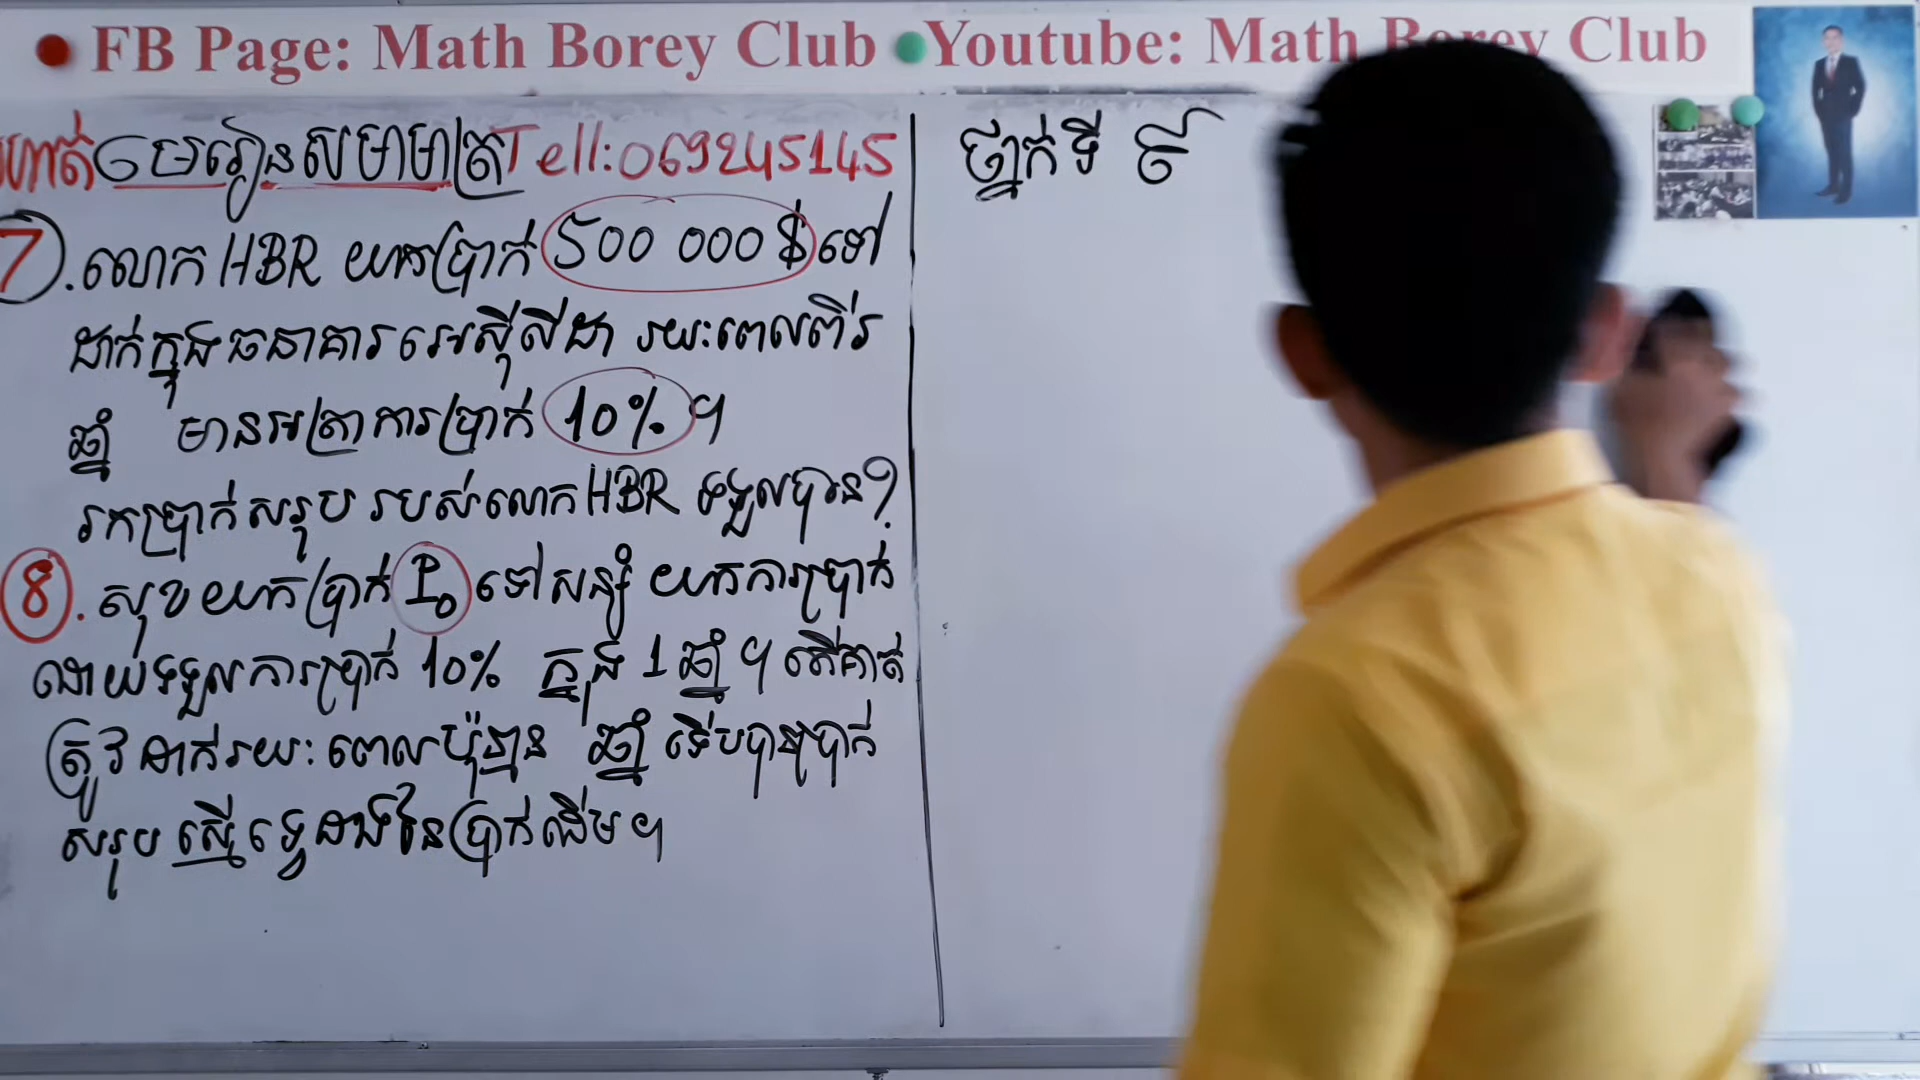 FB Page: Math Borey Club Youtube: Math Borey Club
ហាត់ មេរៀនសមាមាត្រ Tell: 069245145
ថ្នាក់ទី ៩
7. លោក HBR យកប្រាក់ 500 000 $ ទៅ
ដាក់ក្នុងធនាគារអេស៊ីលីដា រយៈពេលពីរ
ឆ្នាំ មានអត្រាការប្រាក់ 10% ។
រកប្រាក់សរុប របស់លោក HBR ទទួលបាន?
8. សុខយកប្រាក់ P₀ ទៅសន្សំ យកការប្រាក់
ដោយទទួលការប្រាក់ 10% ក្នុង 1 ឆ្នាំ ។ តើគាត់
ត្រូវដាក់រយៈពេលប៉ុន្មាន ឆ្នាំ ទើបបានប្រាក់
សរុប ស្មើទ្វេដងនៃប្រាក់ដើម ។